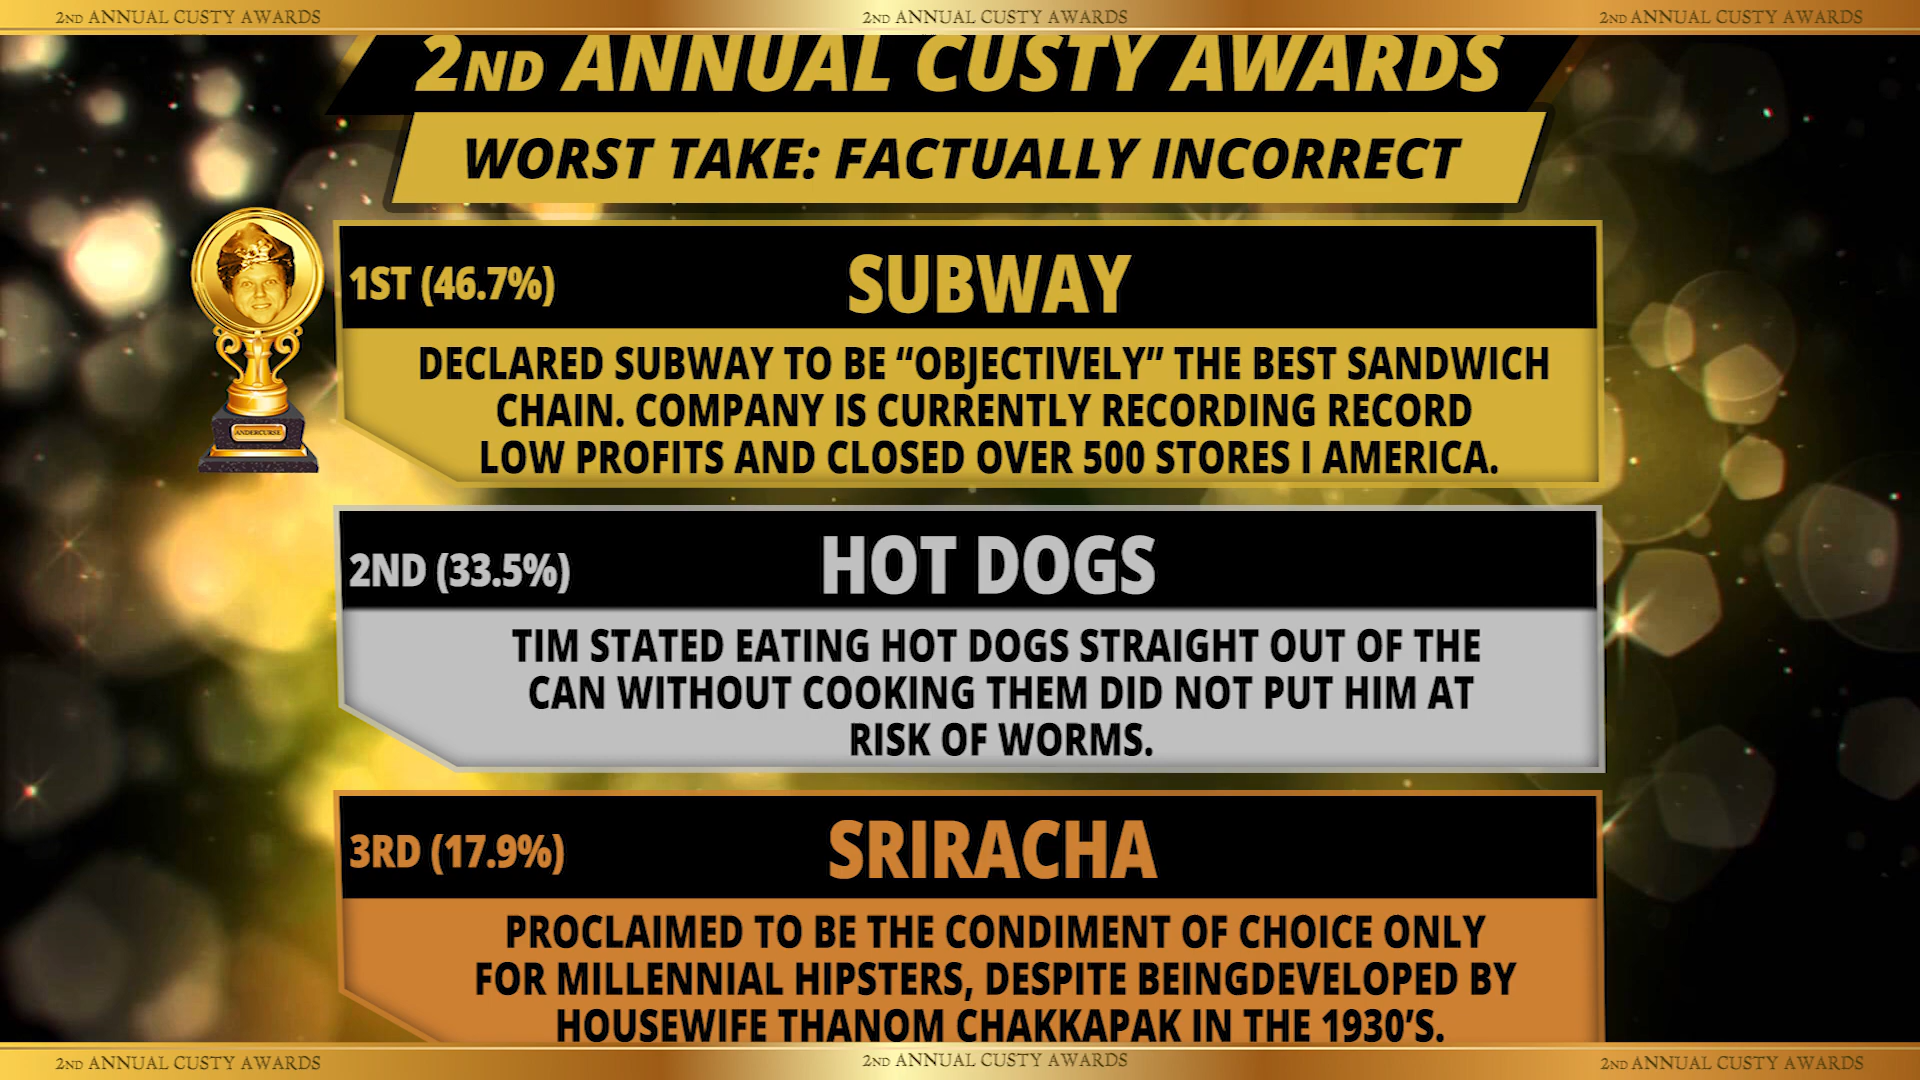 2ND ANNUAL CUSTY AWARDS 2ND ANNUAL CUSTY AWARDS 2ND ANNUAL CUSTY AWARDS
2ND ANNUAL CUSTY AWARDS
WORST TAKE: FACTUALLY INCORRECT
1ST (46.7%) SUBWAY
DECLARED SUBWAY TO BE “OBJECTIVELY” THE BEST SANDWICH
CHAIN. COMPANY IS CURRENTLY RECORDING RECORD
LOW PROFITS AND CLOSED OVER 500 STORES I AMERICA.
ANDERCURSE
2ND (33.5%) HOT DOGS
TIM STATED EATING HOT DOGS STRAIGHT OUT OF THE
CAN WITHOUT COOKING THEM DID NOT PUT HIM AT
RISK OF WORMS.
3RD (17.9%) SRIRACHA
PROCLAIMED TO BE THE CONDIMENT OF CHOICE ONLY
FOR MILLENNIAL HIPSTERS, DESPITE BEINGDEVELOPED BY
HOUSEWIFE THANOM CHAKKAPAK IN THE 1930’S.
2ND ANNUAL CUSTY AWARDS 2ND ANNUAL CUSTY AWARDS 2ND ANNUAL CUSTY AWARDS